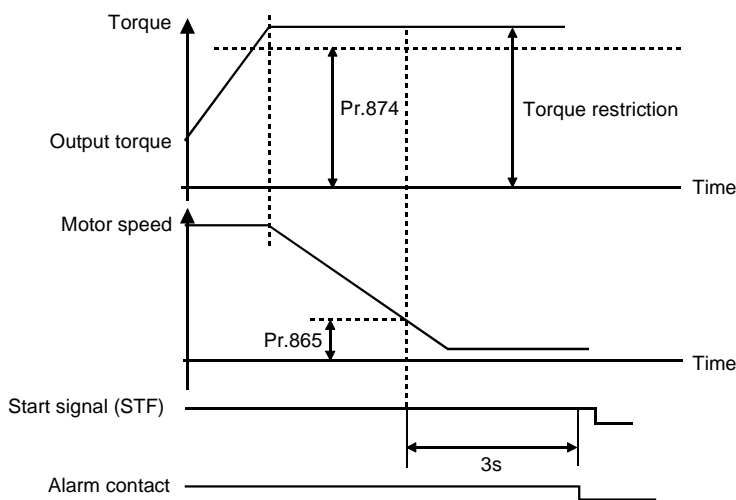 Torque
Pr.874
Torque restriction
Output torque
Time
Motor speed
Pr.865
Time
Start signal (STF)
3s
Alarm contact